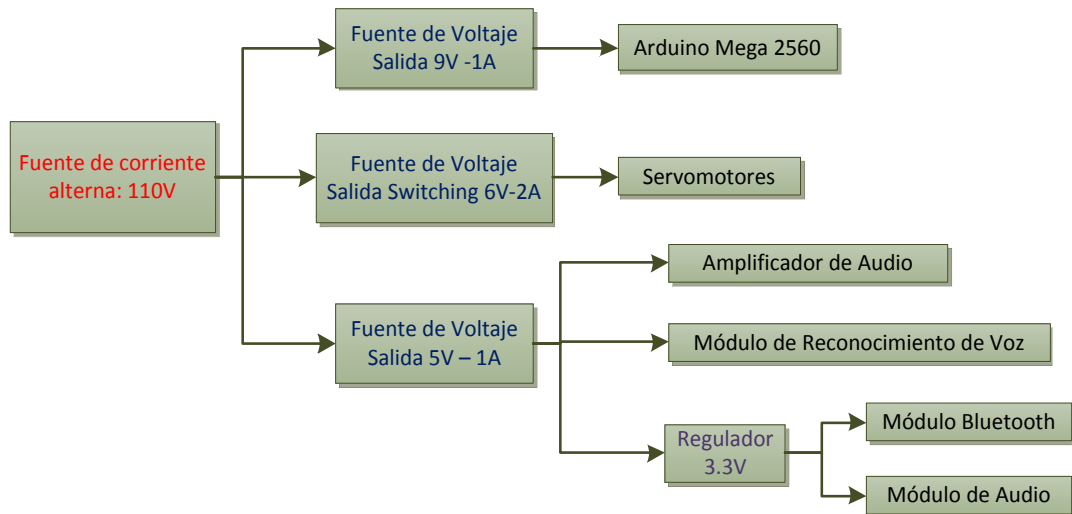 Fuente de Voltaje
Salida 9V -1A
Arduino Mega 2560
Fuente de corriente
alterna: 110V
Fuente de Voltaje
Salida Switching 6V-2A
Servomotores
Fuente de Voltaje
Salida 5V – 1A
Amplificador de Audio
Módulo de Reconocimiento de Voz
Regulador
3.3V
Módulo Bluetooth
Módulo de Audio